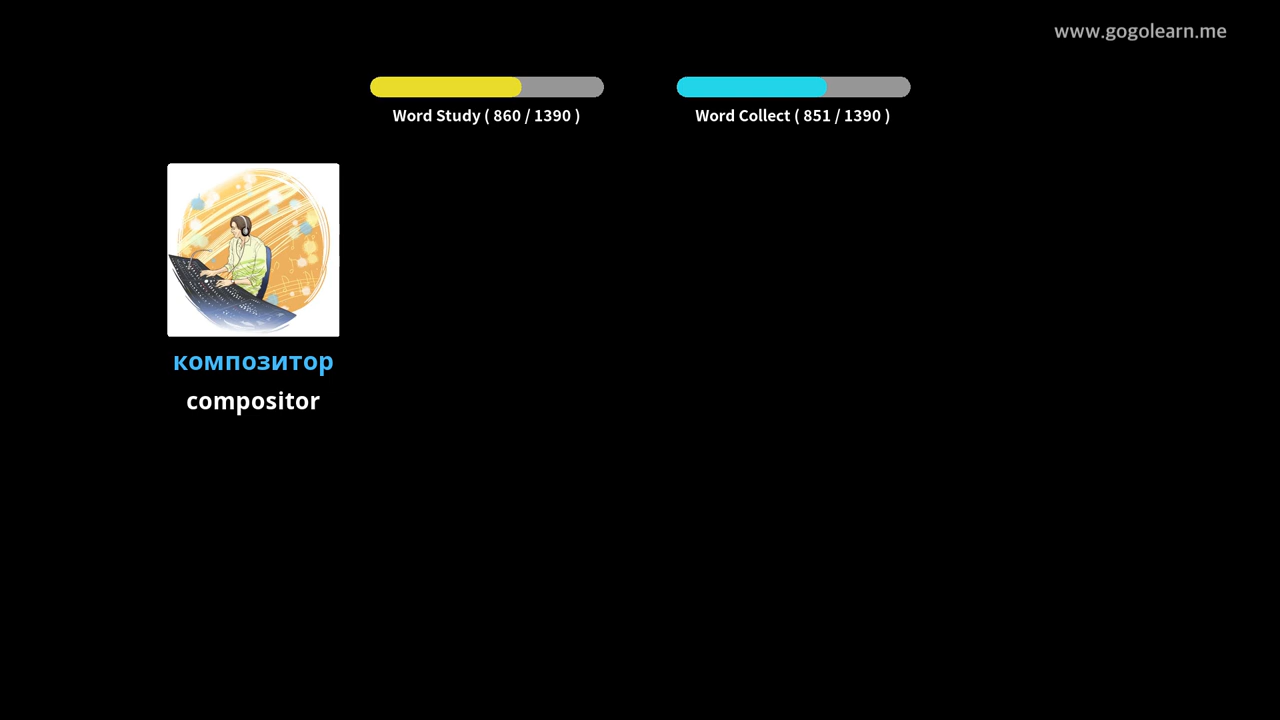 www.gogolearn.me
Word Study ( 860 / 1390 )
Word Collect ( 851 / 1390 )
композитор
compositor